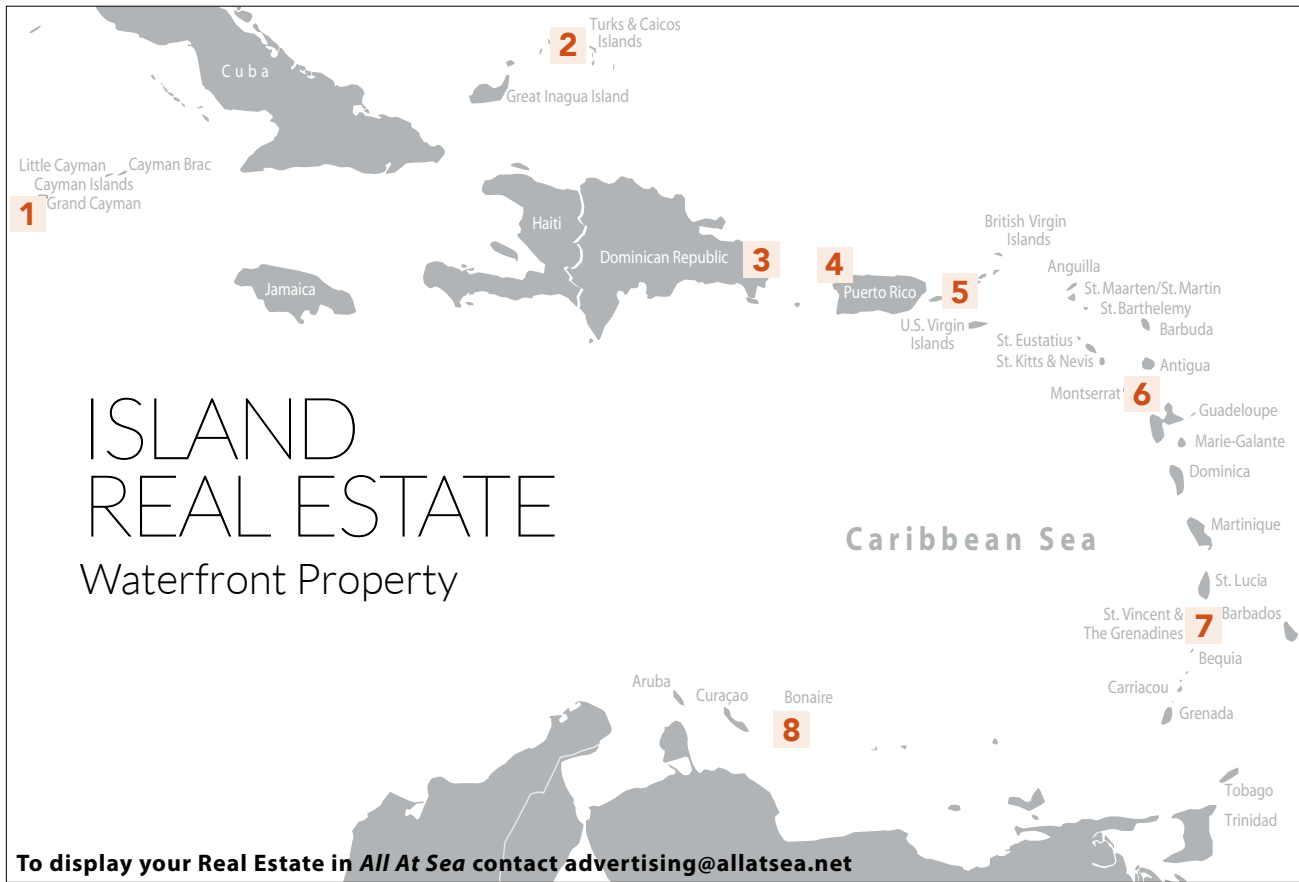 Turks & Caicos
Islands
2
Cuba
Great Inagua Island
Little Cayman
Cayman Brac
Cayman Islands
Grand Cayman
1
Haiti
Dominican Republic
3
4
Puerto Rico
5
British Virgin
Islands
Anguilla
St. Maarten/St. Martin
St. Barthelemy
Barbuda
Jamaica
U.S. Virgin
Islands
St. Eustatius
St. Kitts & Nevis
Antigua
Montserrat
6
Guadeloupe
Marie-Galante
Dominica
ISLAND
REAL ESTATE
Waterfront Property
Caribbean Sea
Martinique
St. Lucia
St. Vincent &
The Grenadines
7
Barbados
Bequia
Carriacou
Grenada
Aruba
Curaçao
Bonaire
8
Tobago
Trinidad
To display your Real Estate in All At Sea contact advertising@allatsea.net